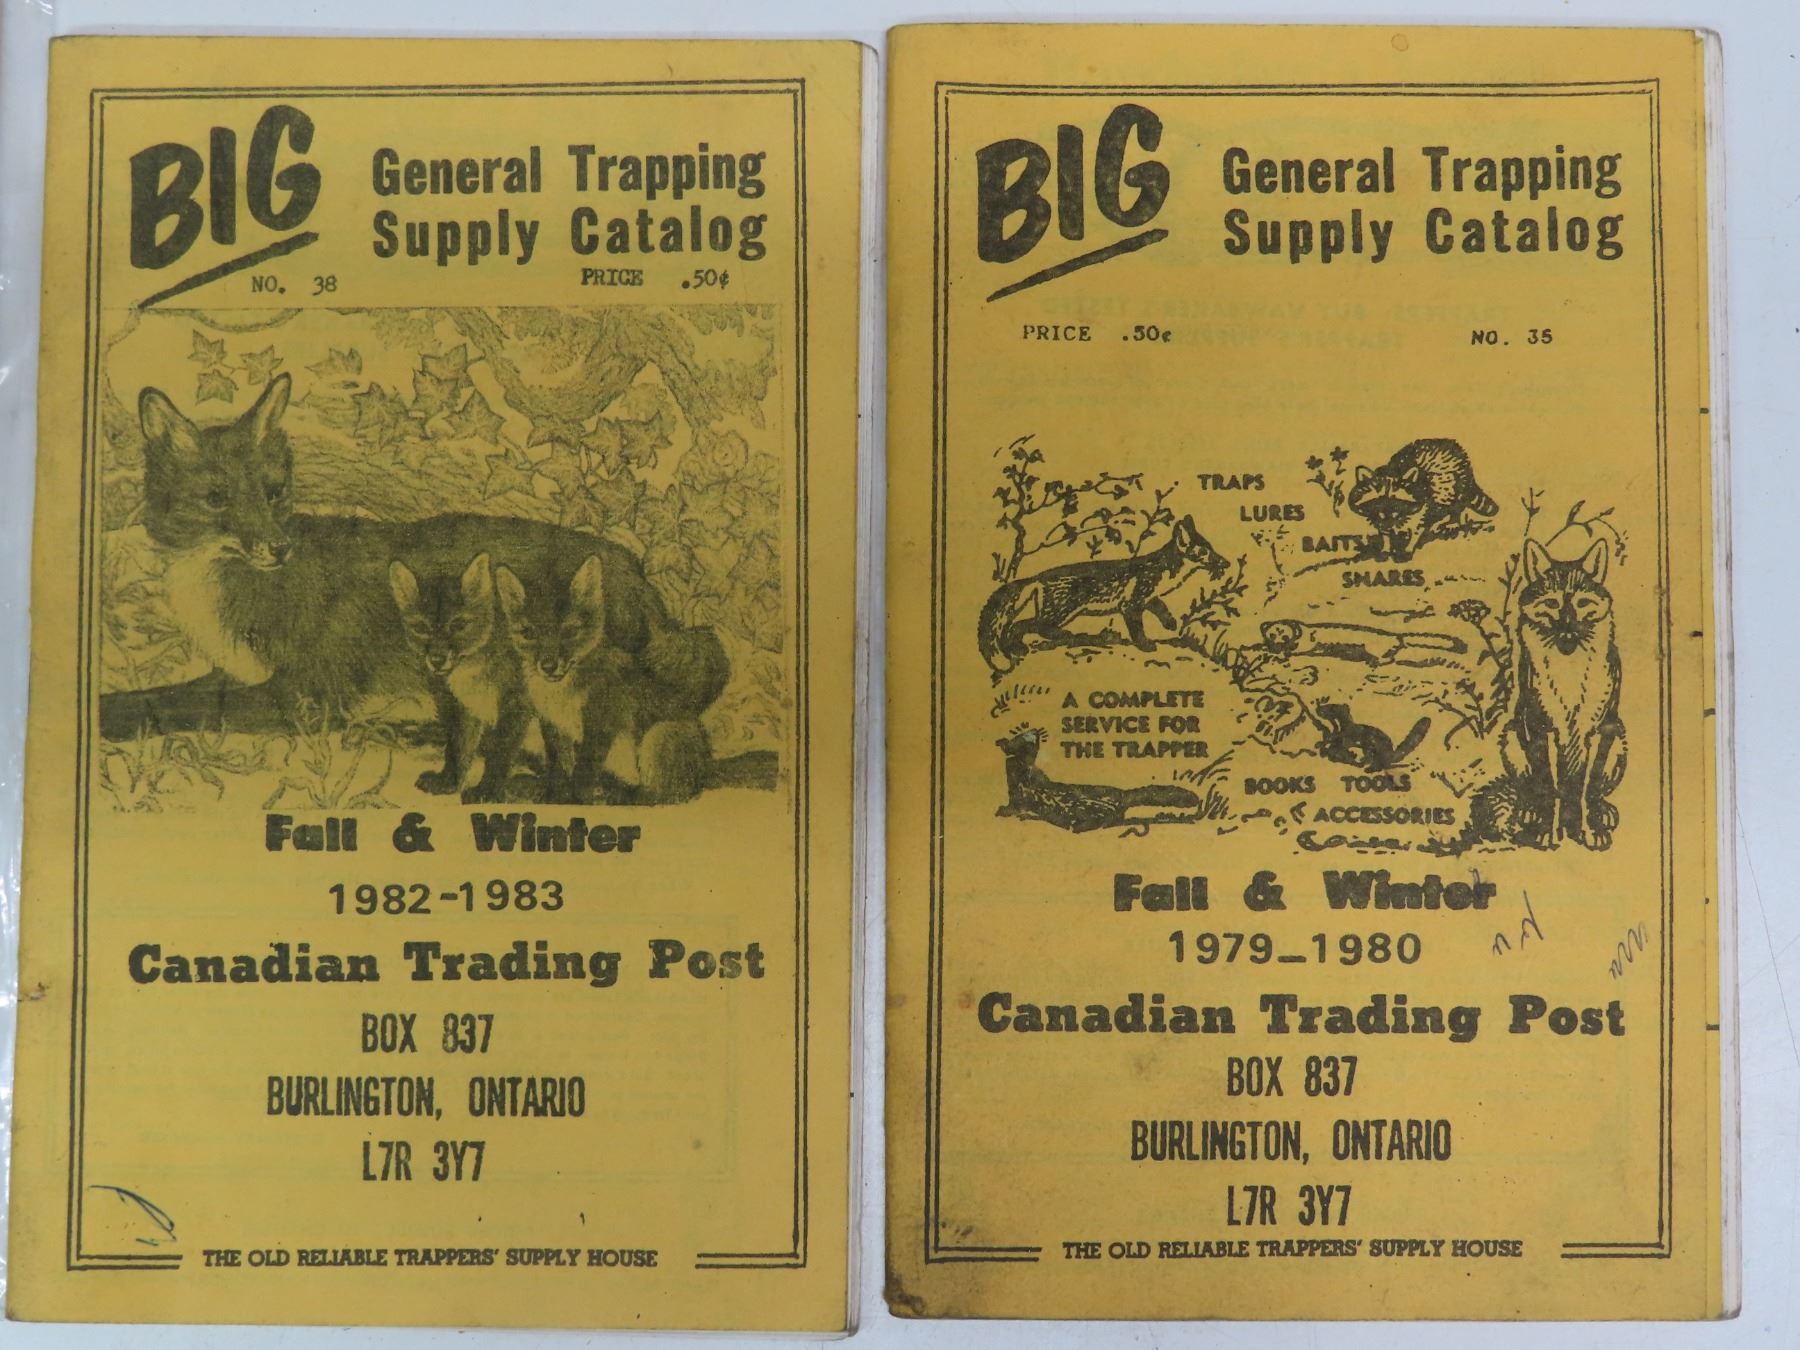 BIG
General Trapping
Supply Catalog
NO. 38
PRICE .50¢
Fall & Winter
1982-1983
Canadian Trading Post
BOX 837
BURLINGTON, ONTARIO
L7R 3Y7
THE OLD RELIABLE TRAPPERS' SUPPLY HOUSE
BIG
General Trapping
Supply Catalog
PRICE .50¢
NO. 35
TRAPS
LURES
BAITS
SNARES
A COMPLETE
SERVICE FOR
THE TRAPPER
BOOKS TOOLS
ACCESSORIES
Fall & Winter
1979-1980
Canadian Trading Post
BOX 837
BURLINGTON, ONTARIO
L7R 3Y7
THE OLD RELIABLE TRAPPERS' SUPPLY HOUSE